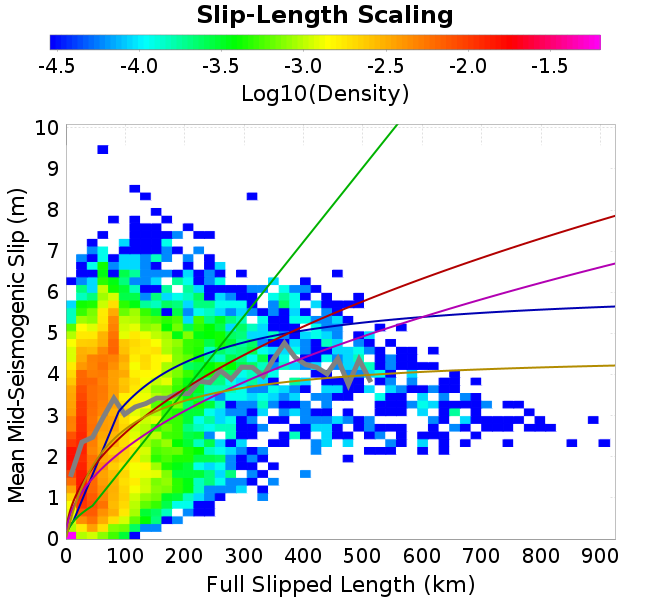 Slip-Length Scaling
-4.5 -4.0 -3.5 -3.0 -2.5 -2.0 -1.5
Log10(Density)
10
9
8
7
6
5
4
3
2
1
0
Mean Mid-Seismogenic Slip (m)
0 100 200 300 400 500 600 700 800 900
Full Slipped Length (km)